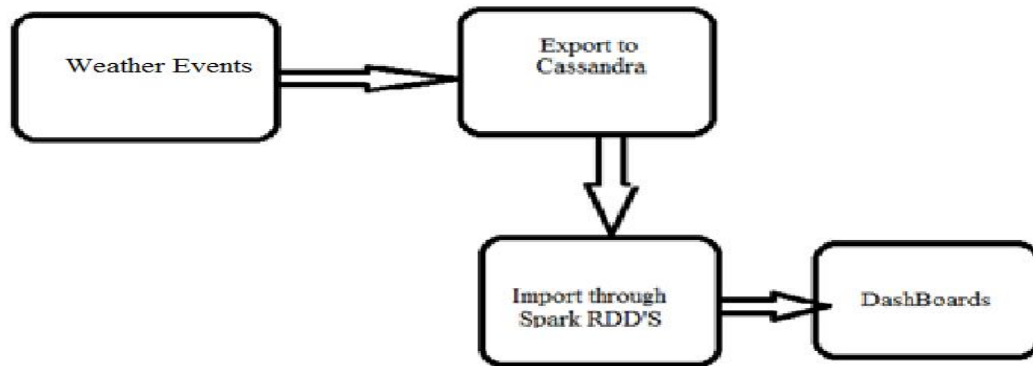 Weather Events
Export to
Cassandra
Import through
Spark RDD'S
DashBoards